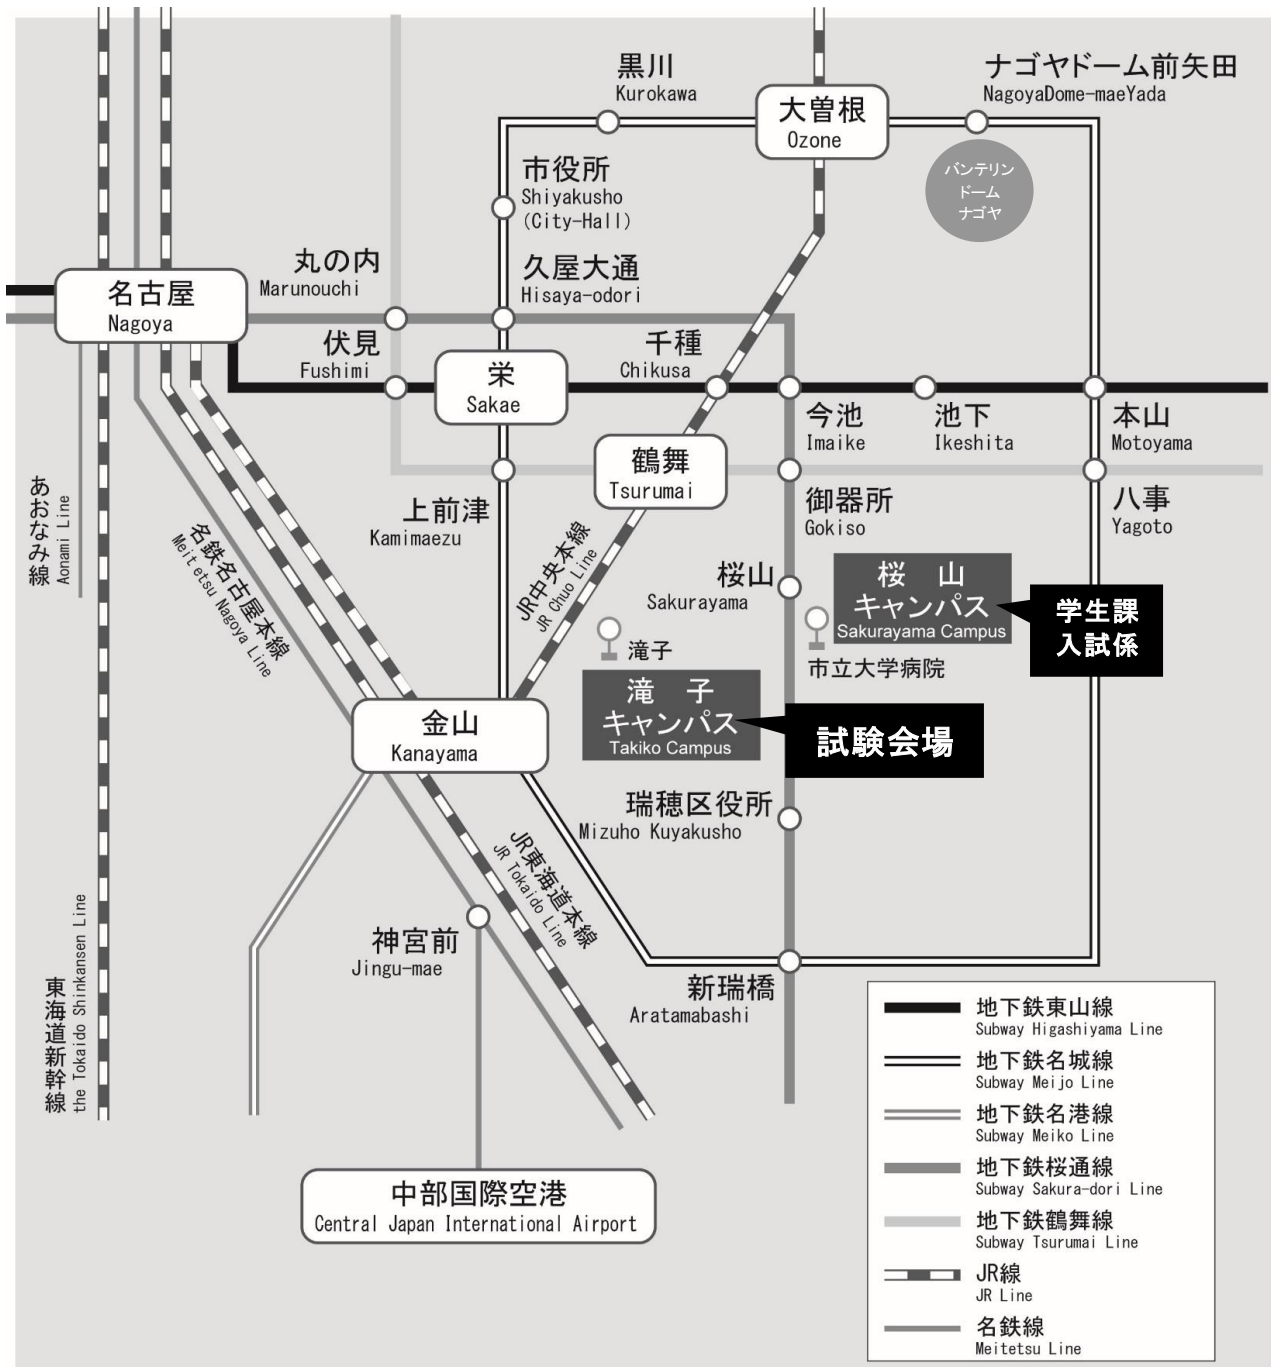 黒川
Kurokawa
大曽根
Ozone
ナゴヤドーム前矢田
NagoyaDome-maeYada
バンテリン
ドーム
ナゴヤ
市役所
Shiyakusho
(City-Hall)
丸の内
Marunouchi
久屋大通
Hisaya-odori
名古屋
Nagoya
伏見
Fushimi
栄
Sakae
千種
Chikusa
今池
Imaike
池下
Ikeshita
本山
Motoyama
鶴舞
Tsurumai
上前津
Kamimaezu
御器所
Gokiso
八事
Yagoto
あおなみ線
Aonami Line
名鉄名古屋本線
Meitetsu Nagoya Line
JR中央本線
JR Chuo Line
桜山
Sakurayama
桜 山
キャンパス
Sakurayama Campus
学生課
入試係
滝子
市立大学病院
滝 子
キャンパス
Takiko Campus
試験会場
金山
Kanayama
瑞穂区役所
Mizuho Kuyakusho
JR東海道本線
JR Tokaido Line
神宮前
Jingu-mae
新瑞橋
Aratamabashi
東海道新幹線
the Tokaido Shinkansen Line
中部国際空港
Central Japan International Airport
地下鉄東山線
Subway Higashiyama Line
地下鉄名城線
Subway Meijo Line
地下鉄名港線
Subway Meiko Line
地下鉄桜通線
Subway Sakura-dori Line
地下鉄鶴舞線
Subway Tsurumai Line
JR線
JR Line
名鉄線
Meitetsu Line